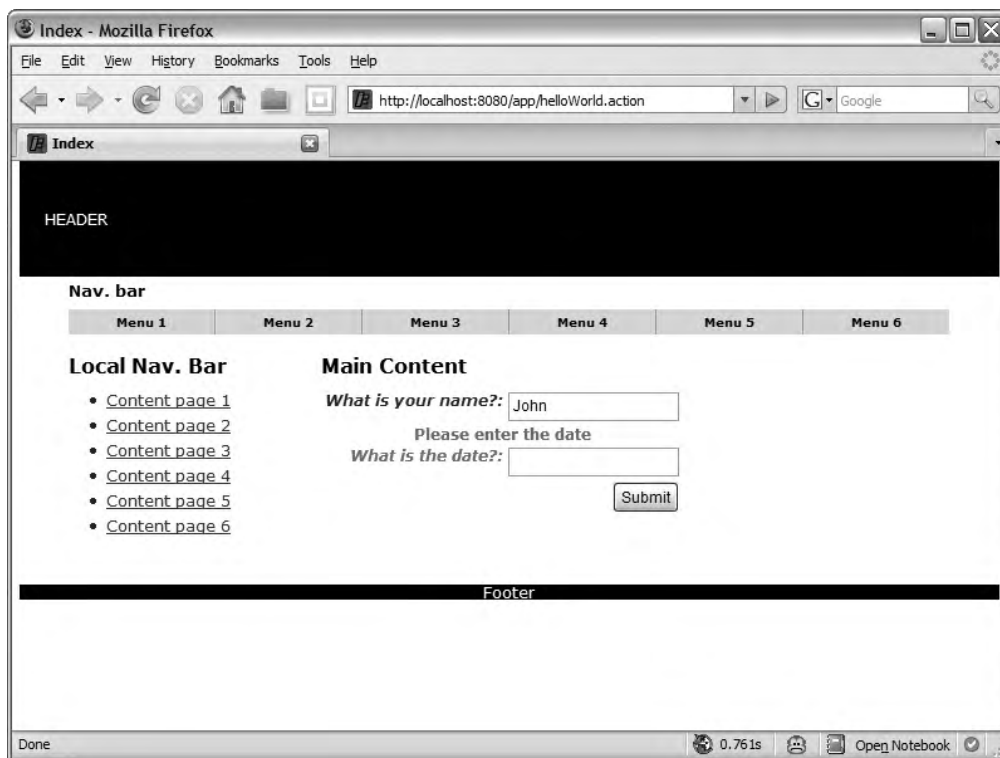 Index - Mozilla Firefox
File Edit View History Bookmarks Tools Help
http://localhost:8080/app/helloWorld.action
G Google
Index
HEADER
Nav. bar
Menu 1 Menu 2 Menu 3 Menu 4 Menu 5 Menu 6
Local Nav. Bar
Main Content
Content page 1
Content page 2
Content page 3
Content page 4
Content page 5
Content page 6
What is your name?: John
Please enter the date
What is the date?:
Submit
Footer
Done
0.761s
Open Notebook